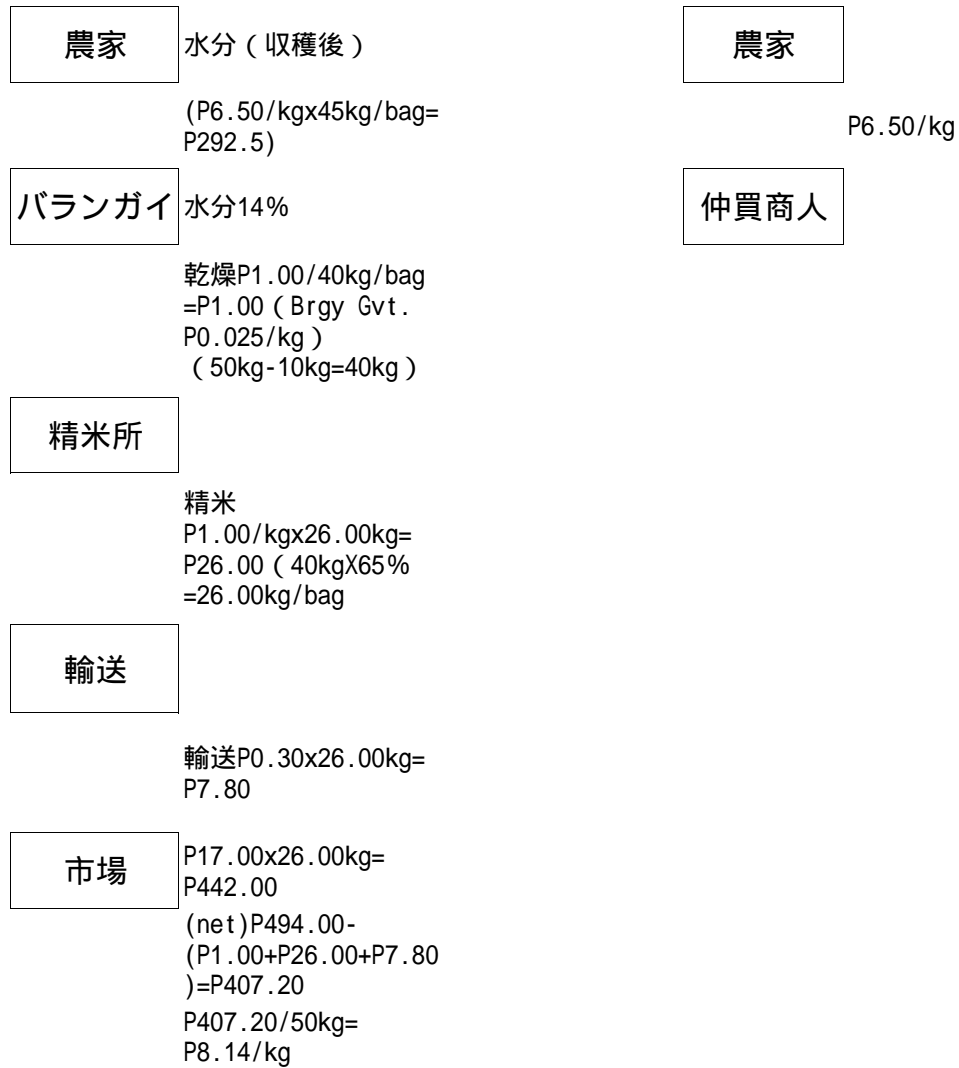 農家
水分(収穫後)
(P6.50/kgx45kg/bag=
P292.5)
バランガイ
水分14%
乾燥P1.00/40kg/bag
=P1.00(Brgy Gvt.
P0.025/kg)
(50kg-10kg=40kg)
精米所
精米
P1.00/kgx26.00kg=
P26.00(40kgX65%
=26.00kg/bag
輸送
輸送P0.30x26.00kg=
P7.80
市場
P17.00x26.00kg=
P442.00
(net)P494.00-
(P1.00+P26.00+P7.80
)=P407.20
P407.20/50kg=
P8.14/kg
農家
P6.50/kg
仲買商人